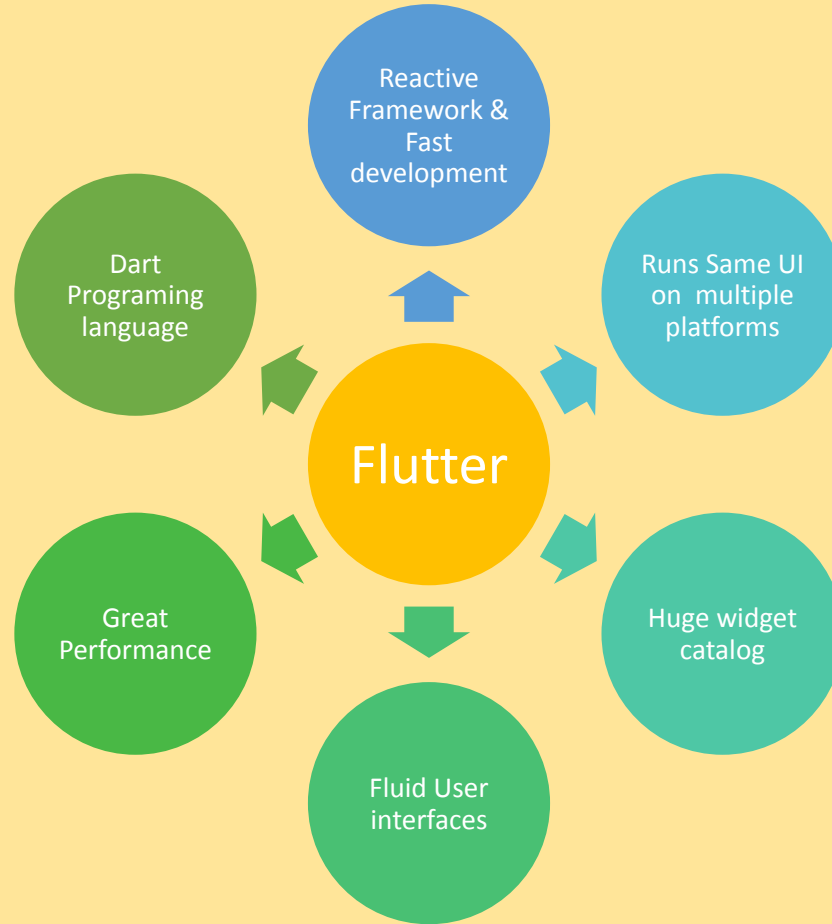 Reactive
Framework &
Fast
development
Runs Same UI
on multiple
platforms
Huge widget
catalog
Fluid User
interfaces
Great
Performance
Dart
Programing
language
Flutter